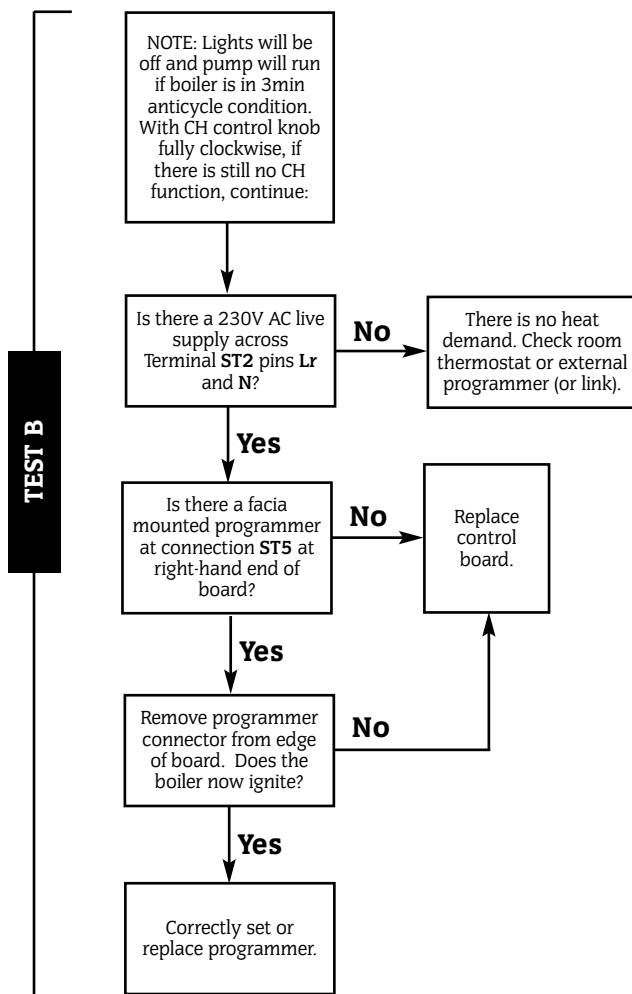 TEST B
NOTE: Lights will be
off and pump will run
if boiler is in 3min
anticycle condition.
With CH control knob
fully clockwise, if
there is still no CH
function, continue:
Is there a 230V AC live
supply across
Terminal ST2 pins Lr
and N?
No
There is no heat
demand. Check room
thermostat or external
programmer (or link).
Yes
Is there a facia
mounted programmer
at connection ST5 at
right-hand end of
board?
No
Replace
control
board.
Yes
Remove programmer
connector from edge
of board. Does the
boiler now ignite?
No
Yes
Correctly set or
replace programmer.